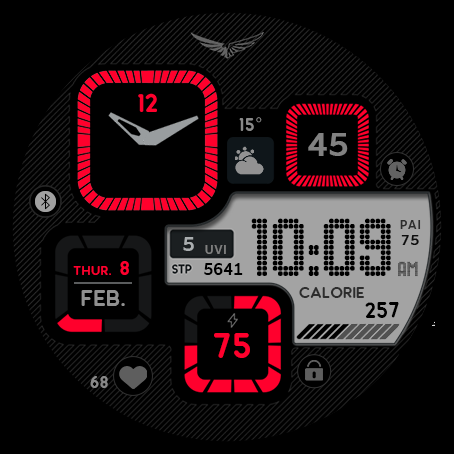 12
15°
45
5 UVI
STP 5641
10:09 AM
PAI
75
CALORIE
257
THUR. 8
FEB.
75
68